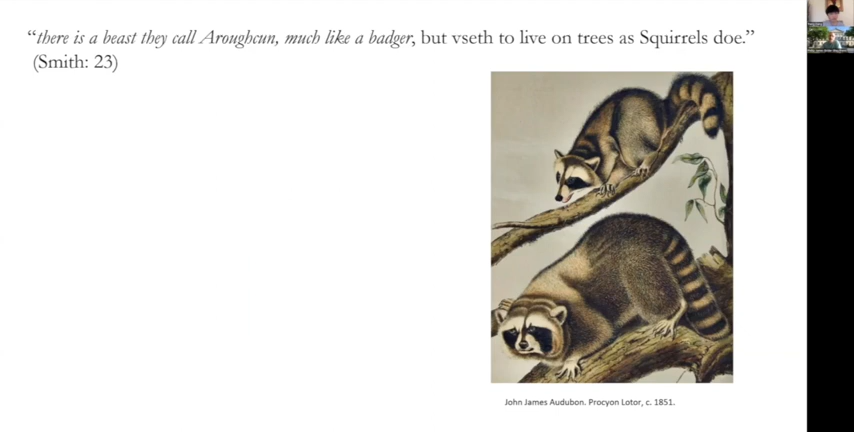 “there is a beast they call Aroughcun, much like a badger, but vseth to live on trees as Squirrels doe.”
(Smith: 23)
John James Audubon. Procyon Lotor, c. 1851.